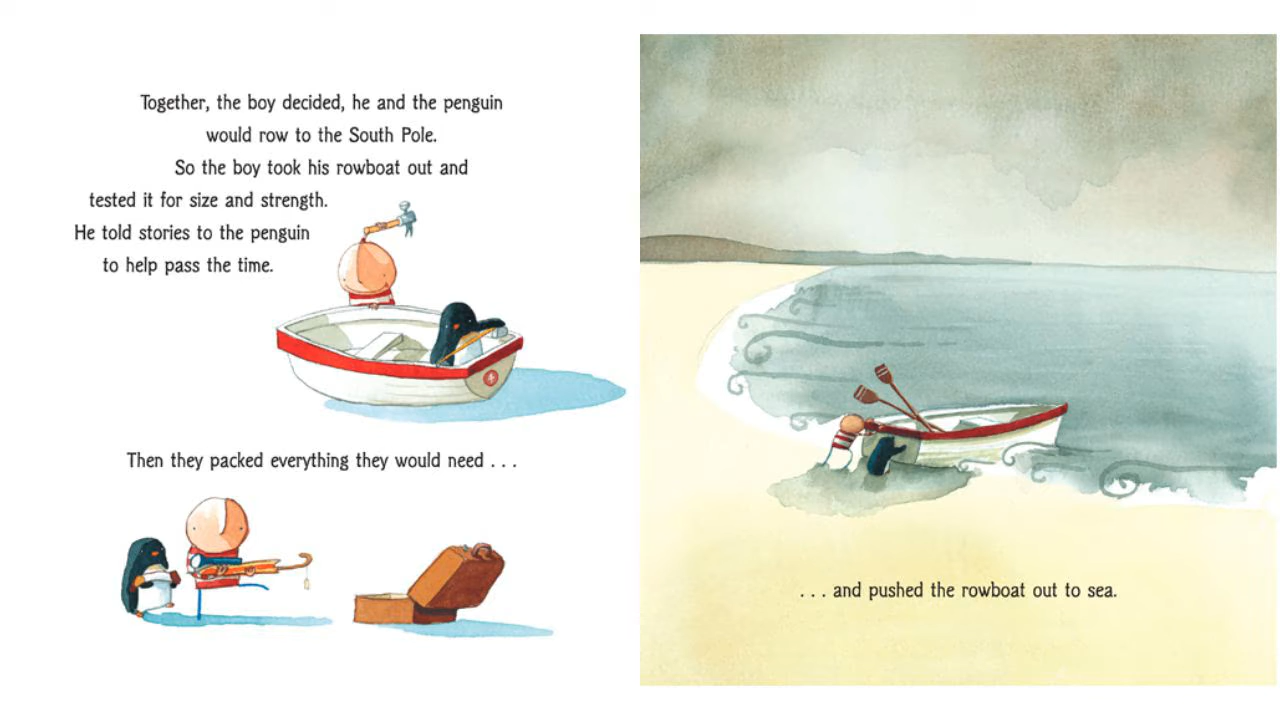 Together, the boy decided, he and the penguin
would row to the South Pole.
So the boy took his rowboat out and
tested it for size and strength.
He told stories to the penguin
to help pass the time.
4
Then they packed everything they would need . . .
. . . and pushed the rowboat out to sea.